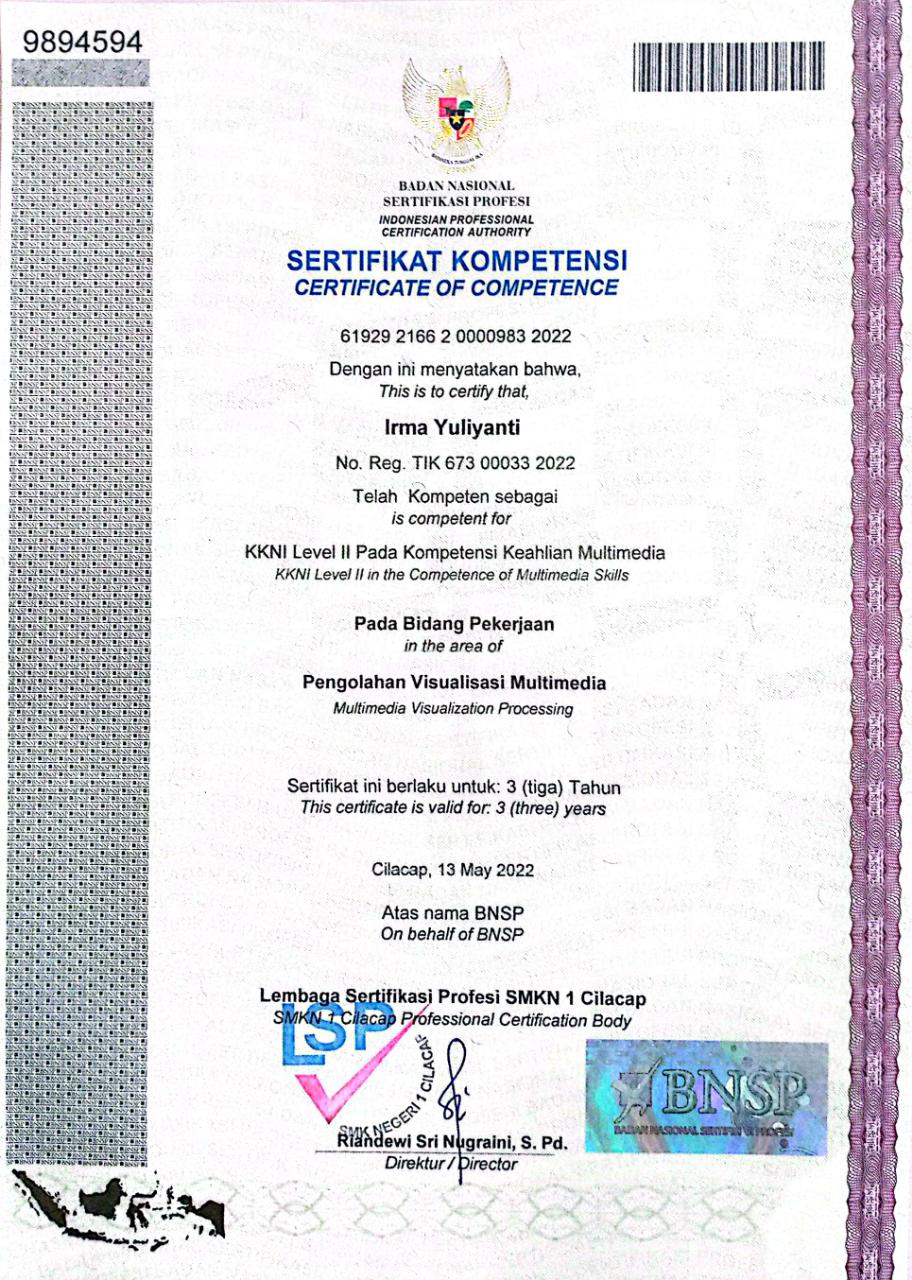 9894594
BADAN NASIONAL
SERTIFIKASI PROFESI
INDONESIAN PROFESSIONAL
CERTIFICATION AUTHORITY
SERTIFIKAT KOMPETENSI
CERTIFICATE OF COMPETENCE
61929 2166 2 0000983 2022
Dengan ini menyatakan bahwa,
This is to certify that,
Irma Yuliyanti
No. Reg. TIK 673 00033 2022
Telah Kompeten sebagai
is competent for
KKNI Level II Pada Kompetensi Keahlian Multimedia
KKNI Level II in the Competence of Multimedia Skills
Pada Bidang Pekerjaan
in the area of
Pengolahan Visualisasi Multimedia
Multimedia Visualization Processing
Sertifikat ini berlaku untuk: 3 (tiga) Tahun
This certificate is valid for: 3 (three) years
Cilacap, 13 May 2022
Atas nama BNSP
On behalf of BNSP
Lembaga Sertifikasi Profesi SMKN 1 Cilacap
SMKN 1 Cilacap Professional Certification Body
LSP
SMK NEGERI 1 CILACAP
BNSP
BADAN NASIONAL SERTIFIKASI PROFESI
Riandewi Sri Nugraini, S. Pd.
Direktur / Director